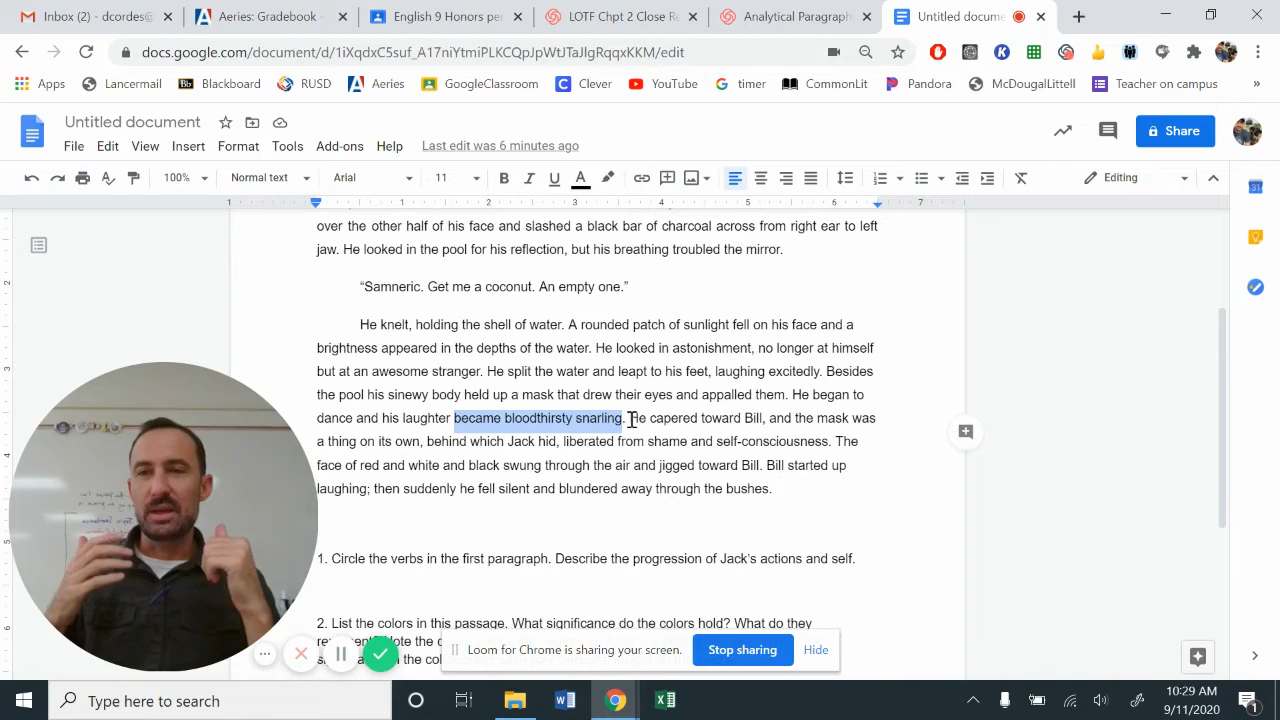 Inbox (2) - dcordes@
Aeries: Gradebook -
English 9 Hours per
LOTF Chpt 2 Close Re
Analytical Paragraph
Untitled docume
docs.google.com/document/d/1iXqdxC5suf_A17niYtmiPLKCQpJpWtUTaJlgRqqxKKM/edit
Apps
Lancermail
Blackboard
RUSD
Aeries
GoogleClassroom
Clever
YouTube
timer
CommonLit
Pandora
McDougalLittell
Teacher on campus
»
Untitled document
File Edit View Insert Format Tools Add-ons Help Last edit was 6 minutes ago
Share
100% Normal text Arial 11 B I U A Editing
1 1 2 3 4 5 6 7
over the other half of his face and slashed a black bar of charcoal across from right ear to left
jaw. He looked in the pool for his reflection, but his breathing troubled the mirror.
“Samneric. Get me a coconut. An empty one.”
He knelt, holding the shell of water. A rounded patch of sunlight fell on his face and a
brightness appeared in the depths of the water. He looked in astonishment, no longer at himself
but at an awesome stranger. He split the water and leapt to his feet, laughing excitedly. Besides
the pool his sinewy body held up a mask that drew their eyes and appalled them. He began to
dance and his laughter became bloodthirsty snarling. He capered toward Bill, and the mask was
a thing on its own, behind which Jack hid, liberated from shame and self-consciousness. The
face of red and white and black swung through the air and jigged toward Bill. Bill started up
laughing; then suddenly he fell silent and blundered away through the bushes.
1. Circle the verbs in the first paragraph. Describe the progression of Jack’s actions and self.
2. List the colors in this passage. What significance do the colors hold? What do they
Loom for Chrome is sharing your screen. Stop sharing Hide
Type here to search
10:29 AM
9/11/2020